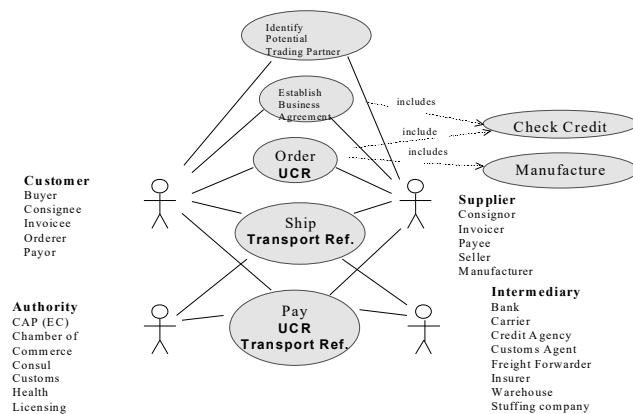 Identify
Potential
Trading Partner
Establish
Business
Agreement
includes
include
includes
Check Credit
Manufacture
Order
UCR
Customer
Buyer
Consignee
Invoicee
Orderer
Payor
Supplier
Consignor
Invoicer
Payee
Seller
Manufacturer
Ship
Transport Ref.
Authority
CAP (EC)
Chamber of
Commerce
Consul
Customs
Health
Licensing
Pay
UCR
Transport Ref.
Intermediary
Bank
Carrier
Credit Agency
Customs Agent
Freight Forwarder
Insurer
Warehouse
Stuffing company